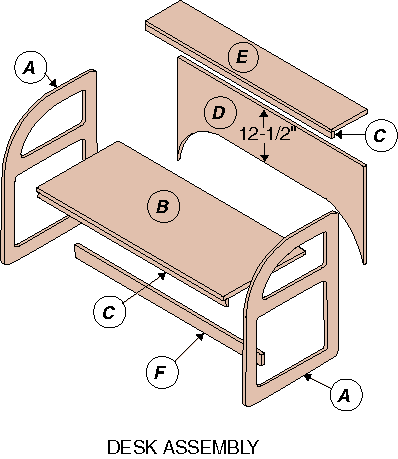 E
A
D
12-1/2"
C
B
C
F
A
DESK ASSEMBLY